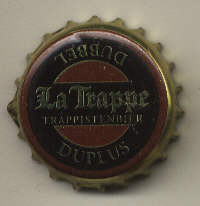 DUBBEL
La Trappe
TRAPPISTENBIER
DUPLUS